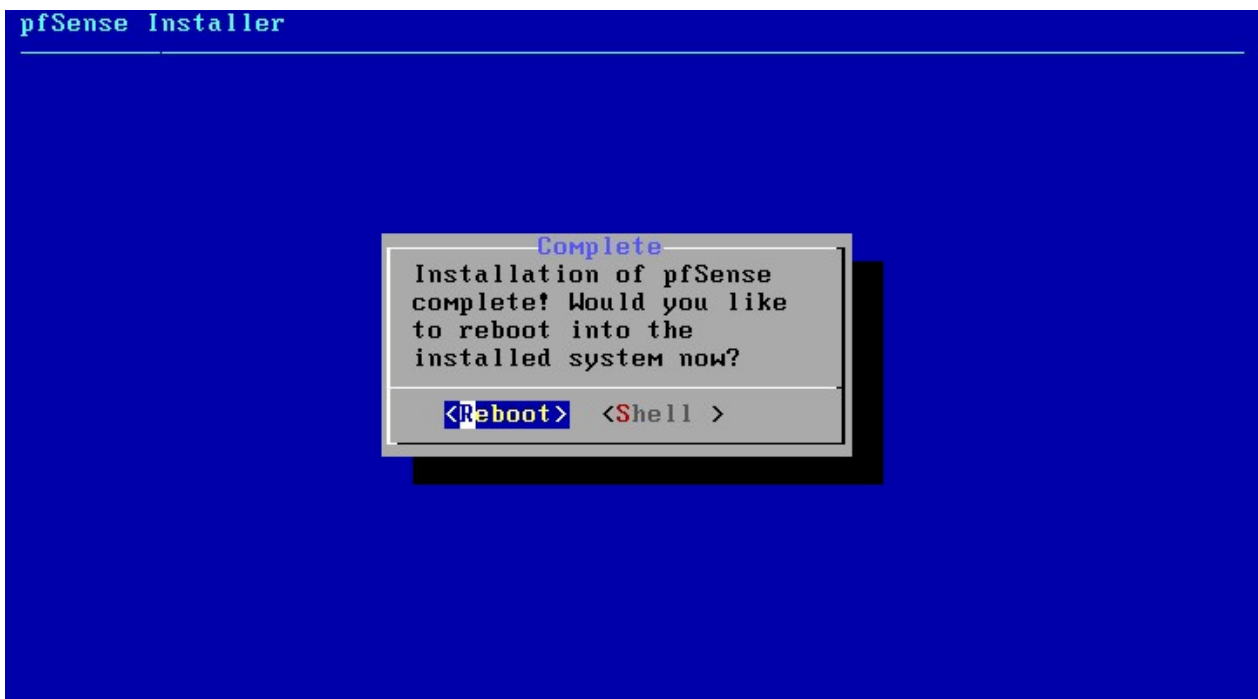 pfSense Installer
Complete
Installation of pfSense
complete! Would you like
to reboot into the
installed system now?
<Reboot> <Shell >